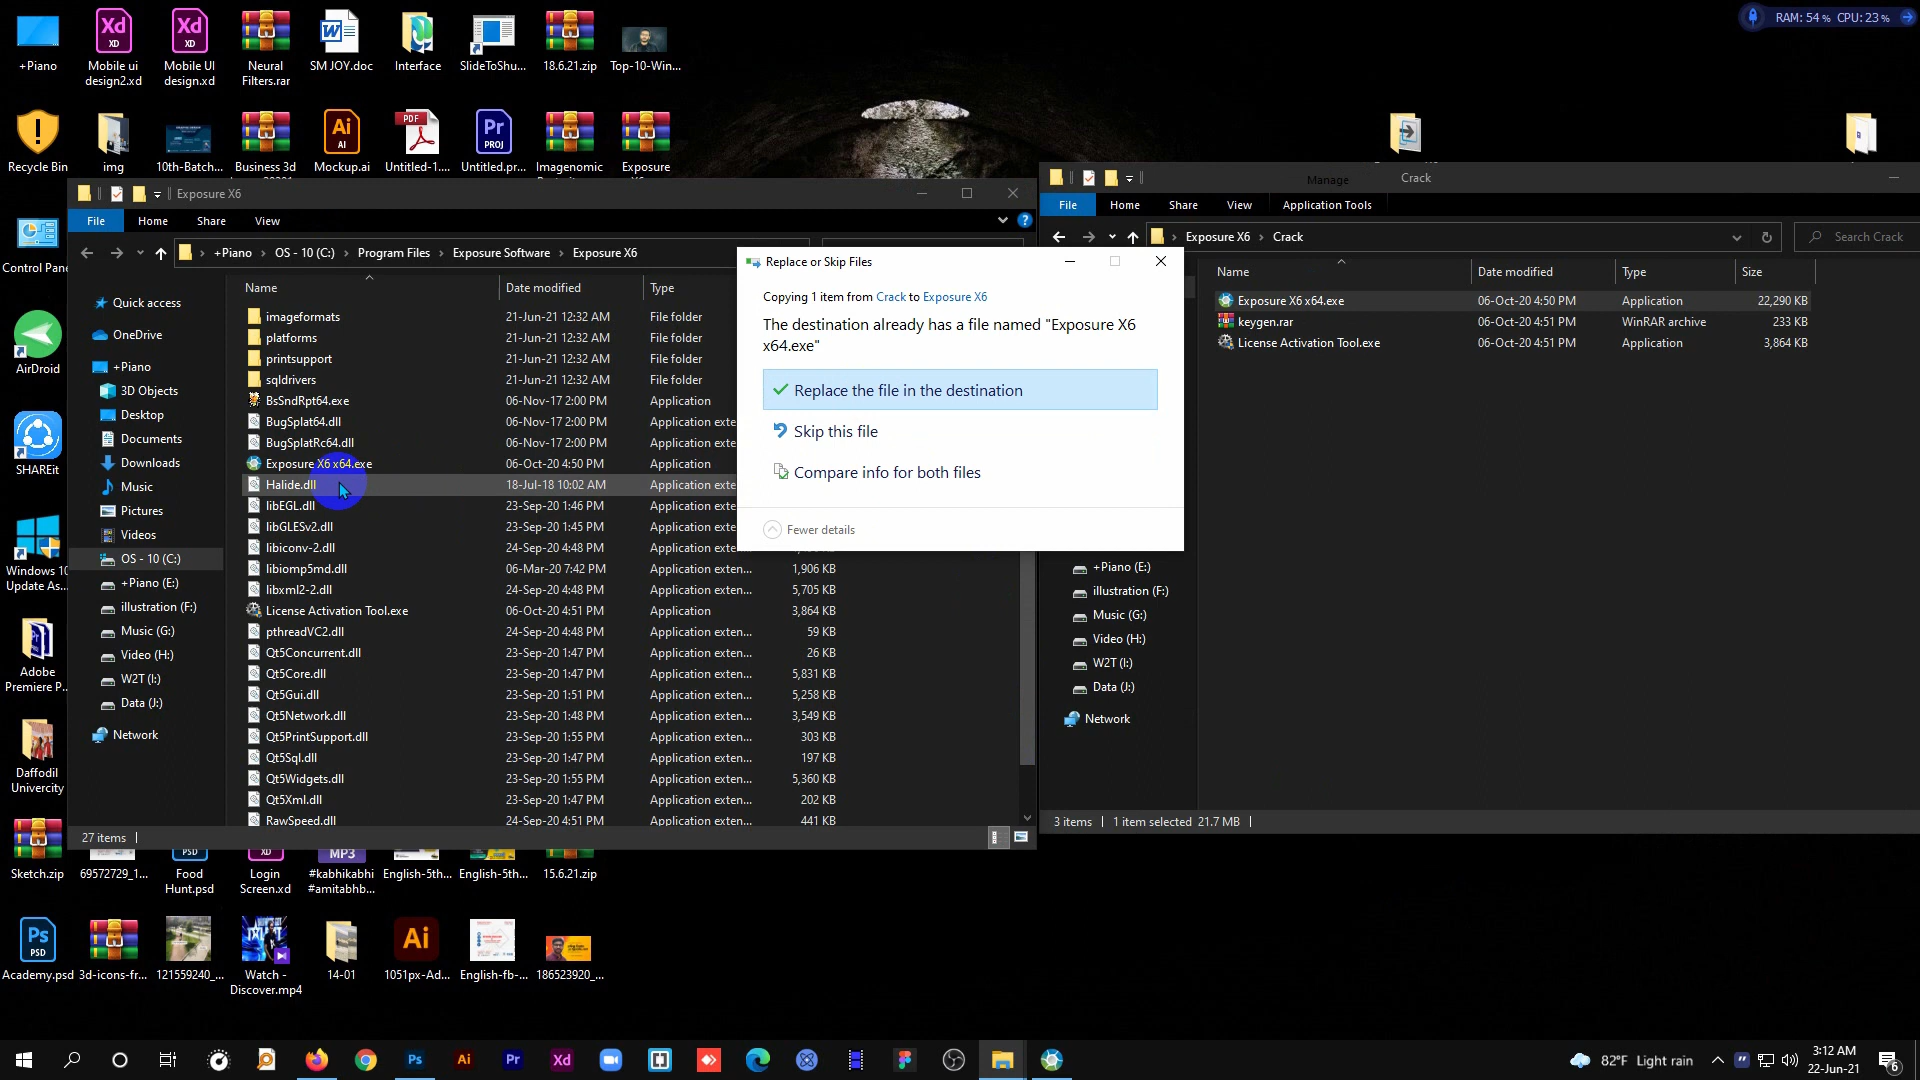 RAM: 54 % CPU: 23 %
+Piano
Mobile ui
design2.xd
Mobile UI
design.xd
Neural
Filters.rar
SM JOY.doc
Interface
SlideToShu...
18.6.21.zip
Top-10-Win...
Recycle Bin
img
10th-Batch...
Business 3d
Mockup.ai
Untitled-1....
Untitled.pr...
Imagenomic
Exposure
Control Pane
AirDroid
SHAREit
Windows 10
Update As...
Adobe
Premiere P...
Daffodil
Univercity
Sketch.zip
69572729_1...
Food
Hunt.psd
Login
Screen.xd
MP3
#kabhikabhi
#amitabhb...
English-5th...
English-5th...
15.6.21.zip
Academy.psd
3d-icons-fr...
121559240_...
Watch -
Discover.mp4
14-01
1051px-Ad...
English-fb-...
186523920_...
Exposure X6
File Home Share View
+Piano OS - 10 (C:) Program Files Exposure Software Exposure X6
Name Date modified Type
Quick access
OneDrive
+Piano
3D Objects
Desktop
Documents
Downloads
Music
Pictures
Videos
OS - 10 (C:)
+Piano (E:)
illustration (F:)
Music (G:)
Video (H:)
W2T (I:)
Data (J:)
Network
imageformats 21-Jun-21 12:32 AM File folder
platforms 21-Jun-21 12:32 AM File folder
printsupport 21-Jun-21 12:32 AM File folder
sqldrivers 21-Jun-21 12:32 AM File folder
BsSndRpt64.exe 06-Nov-17 2:00 PM Application
BugSplat64.dll 06-Nov-17 2:00 PM Application exte
BugSplatRc64.dll 06-Nov-17 2:00 PM Application exte
Exposure X6 x64.exe 06-Oct-20 4:50 PM Application
Halide.dll 18-Jul-18 10:02 AM Application exte
libEGL.dll 23-Sep-20 1:46 PM Application exte
libGLESv2.dll 23-Sep-20 1:45 PM Application exte
libiconv-2.dll 24-Sep-20 4:48 PM Application exten...
libiomp5md.dll 06-Mar-20 7:42 PM Application exten... 1,906 KB
libxml2-2.dll 24-Sep-20 4:48 PM Application exten... 5,705 KB
License Activation Tool.exe 06-Oct-20 4:51 PM Application 3,864 KB
pthreadVC2.dll 24-Sep-20 4:48 PM Application exten... 59 KB
Qt5Concurrent.dll 23-Sep-20 1:47 PM Application exten... 26 KB
Qt5Core.dll 23-Sep-20 1:47 PM Application exten... 5,831 KB
Qt5Gui.dll 23-Sep-20 1:51 PM Application exten... 5,258 KB
Qt5Network.dll 23-Sep-20 1:48 PM Application exten... 3,549 KB
Qt5PrintSupport.dll 23-Sep-20 1:55 PM Application exten... 303 KB
Qt5Sql.dll 23-Sep-20 1:47 PM Application exten... 197 KB
Qt5Widgets.dll 23-Sep-20 1:55 PM Application exten... 5,360 KB
Qt5Xml.dll 23-Sep-20 1:47 PM Application exten... 202 KB
RawSpeed.dll 24-Sep-20 4:51 PM Application exten... 441 KB
27 items
Replace or Skip Files
Copying 1 item from Crack to Exposure X6
The destination already has a file named "Exposure X6
x64.exe"
Replace the file in the destination
Skip this file
Compare info for both files
Fewer details
Manage Crack
File Home Share View Application Tools
Exposure X6 Crack
Search Crack
Name Date modified Type Size
Exposure X6 x64.exe 06-Oct-20 4:50 PM Application 22,290 KB
keygen.rar 06-Oct-20 4:51 PM WinRAR archive 233 KB
License Activation Tool.exe 06-Oct-20 4:51 PM Application 3,864 KB
+Piano (E:)
illustration (F:)
Music (G:)
Video (H:)
W2T (I:)
Data (J:)
Network
3 items 1 item selected 21.7 MB
82°F Light rain
3:12 AM
22-Jun-21
6